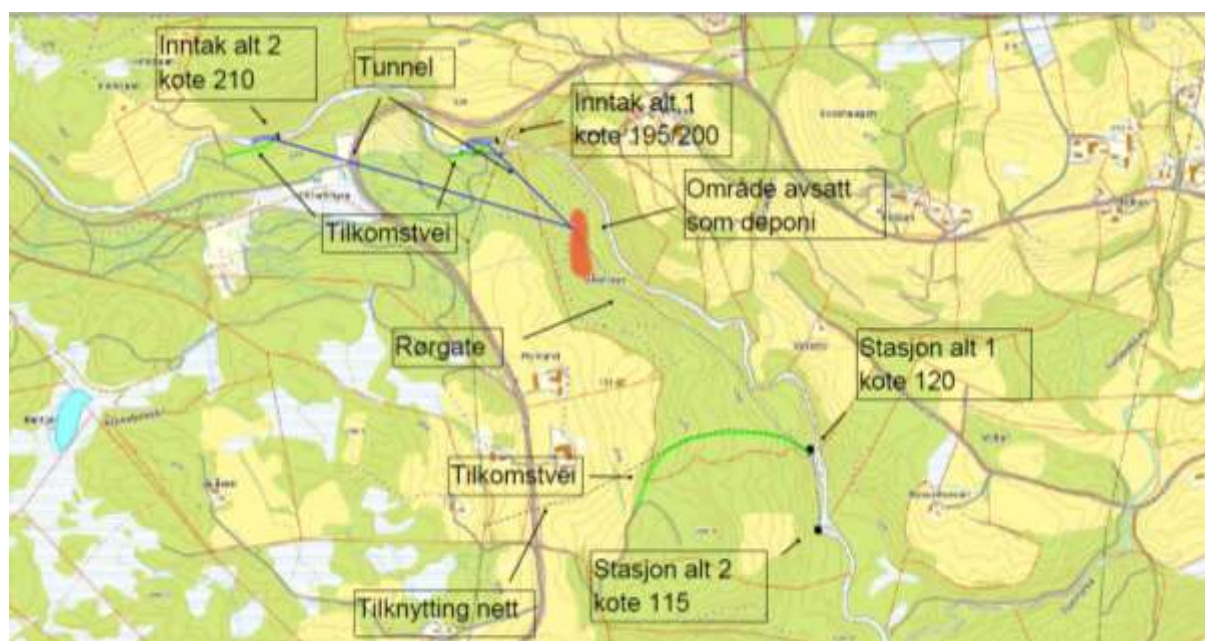 Inntak alt 2
kote 210
Tunnel
Inntak alt. 1
kote 195/200
Område avsatt
som deponi
Tilkomstvei
Rørgate
Stasjon alt 1
kote 120
Tilkomstvei
Stasjon alt 2
kote 115
Tilknytting nett